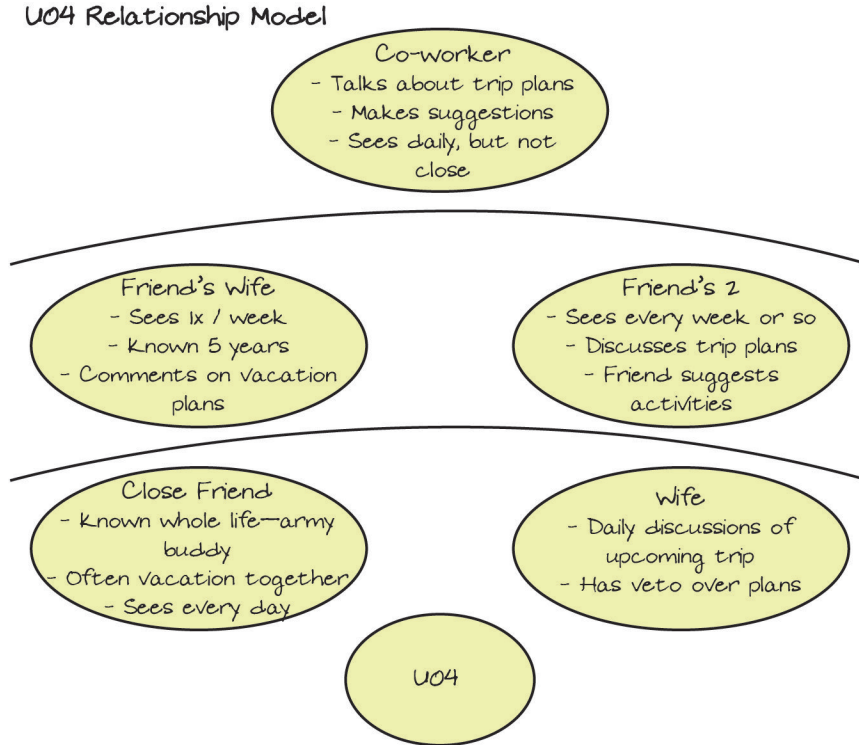 U04 Relationship Model
Co-worker
- Talks about trip plans
- Makes suggestions
- Sees daily, but not
close
Friend's Wife
- Sees 1x / week
- Known 5 years
- Comments on vacation
plans
Friend's 2
- Sees every week or so
- Discusses trip plans
- Friend suggests
activities
Close Friend
- Known whole life—army
buddy
- Often vacation together
- Sees every day
Wife
- Daily discussions of
upcoming trip
- Has veto over plans
U04